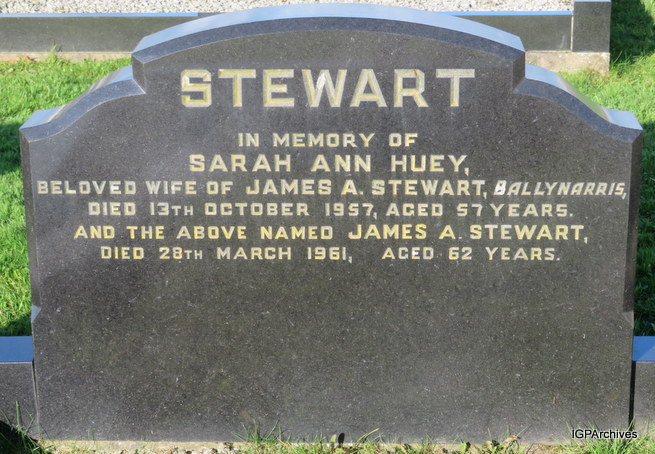 STEWART
IN MEMORY OF
SARAH ANN HUEY,
BELOVED WIFE OF JAMES A. STEWART, BALLYNARRIS,
DIED 13TH OCTOBER 1957, AGED 57 YEARS.
AND THE ABOVE NAMED JAMES A. STEWART,
DIED 28TH MARCH 1961, AGED 62 YEARS.
IGPArchives